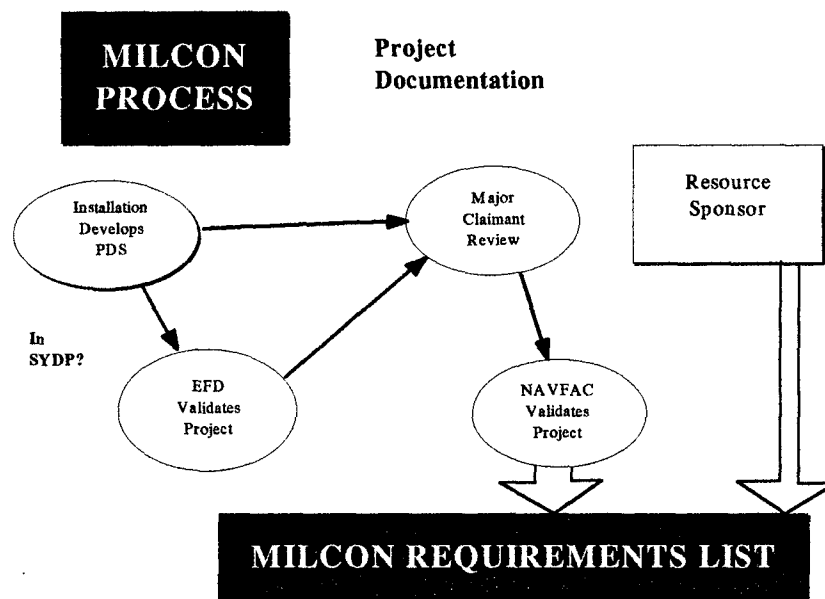 MILCON
PROCESS
Project
Documentation
Installation
Develops
PDS
Major
Claimant
Review
Resource
Sponsor
In
SYDP?
EFD
Validates
Project
NAVFAC
Validates
Project
MILCON REQUIREMENTS LIST